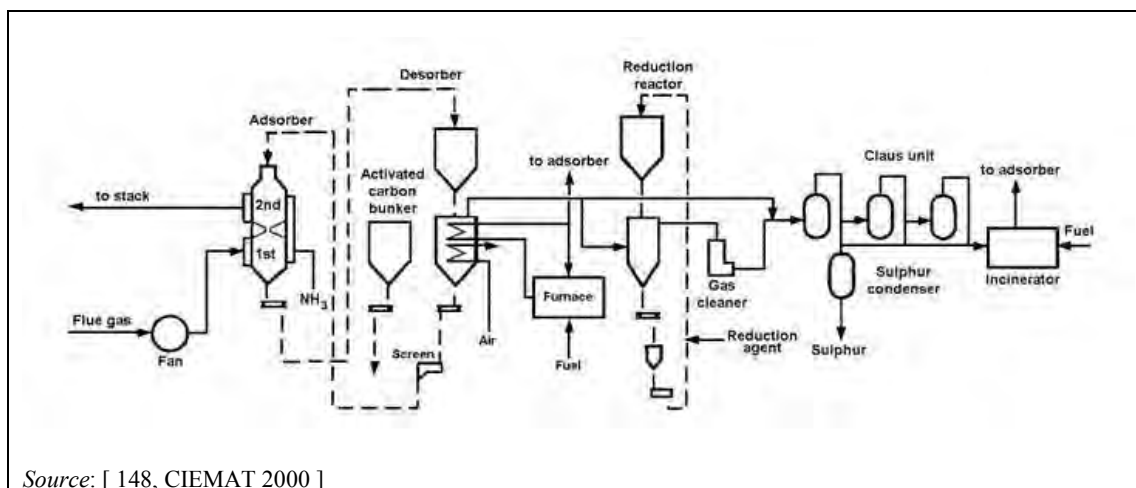 Desorber
Reduction
reactor
Adsorber
Activated
carbon
bunker
to adsorber
Claus unit
to adsorber
to stack
2nd
1st
NH3
Flue gas
Fan
Screen
Air
Furnace
Fuel
Gas
cleaner
Reduction
agent
Sulphur
condenser
Sulphur
Incinerator
Fuel
Source: [ 148, CIEMAT 2000 ]